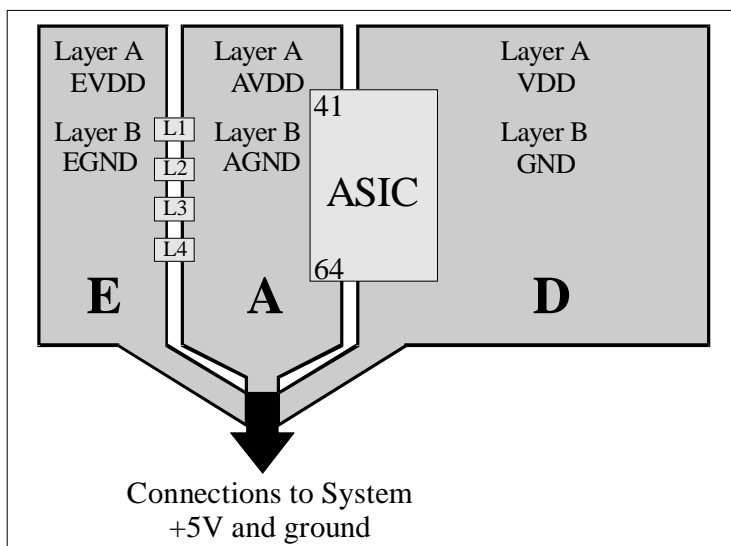 Layer A
EVDD
Layer B
EGND
L1
L2
L3
L4
E
Layer A
AVDD
Layer B
AGND
A
41
ASIC
64
Layer A
VDD
Layer B
GND
D
Connections to System
+5V and ground